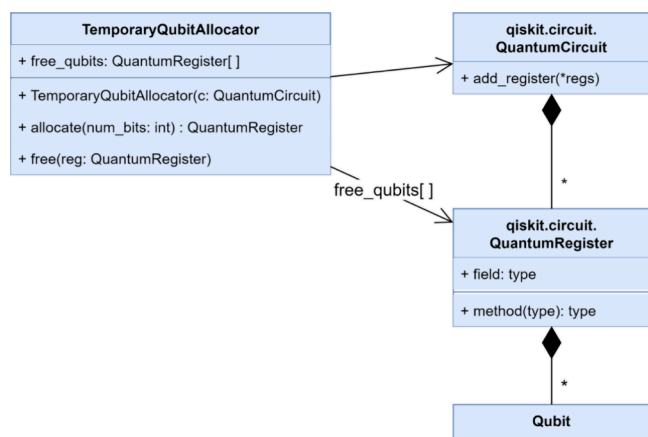 TemporaryQubitAllocator
+ free_qubits: QuantumRegister[ ]
+ TemporaryQubitAllocator(c: QuantumCircuit)
+ allocate(num_bits: int) : QuantumRegister
+ free(reg: QuantumRegister)
qiskit.circuit.
QuantumCircuit
+ add_register(*regs)
*
free_qubits[ ]
qiskit.circuit.
QuantumRegister
+ field: type
+ method(type): type
*
Qubit